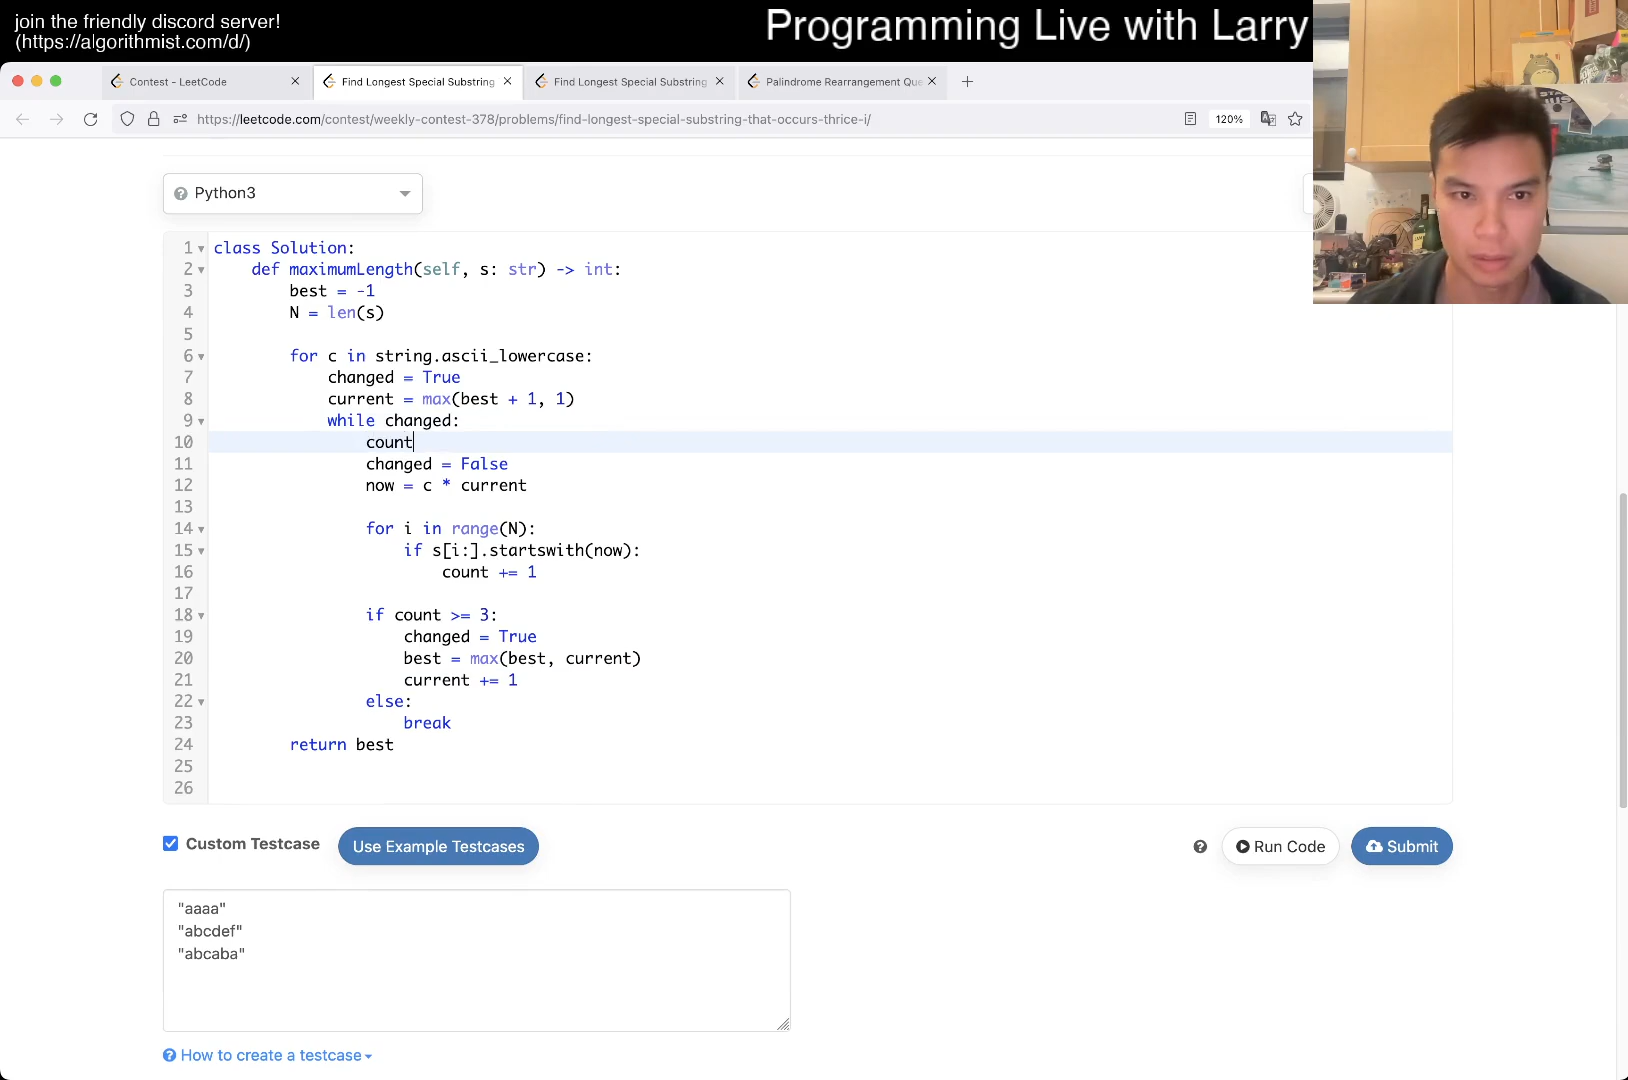 join the friendly discord server!
(https://algorithmist.com/d/)
Programming Live with Larry
Contest - LeetCode
Find Longest Special Substring
Find Longest Special Substring
Palindrome Rearrangement Que
https://leetcode.com/contest/weekly-contest-378/problems/find-longest-special-substring-that-occurs-thrice-i/
120%
Python3
1 class Solution:
2 def maximumLength(self, s: str) -> int:
3 best = -1
4 N = len(s)
5
6 for c in string.ascii_lowercase:
7 changed = True
8 current = max(best + 1, 1)
9 while changed:
10 count
11 changed = False
12 now = c * current
13
14 for i in range(N):
15 if s[i:].startswith(now):
16 count += 1
17
18 if count >= 3:
19 changed = True
20 best = max(best, current)
21 current += 1
22 else:
23 break
24 return best
25
26
Custom Testcase
Use Example Testcases
Run Code
Submit
"aaaa"
"abcdef"
"abcaba"
How to create a testcase